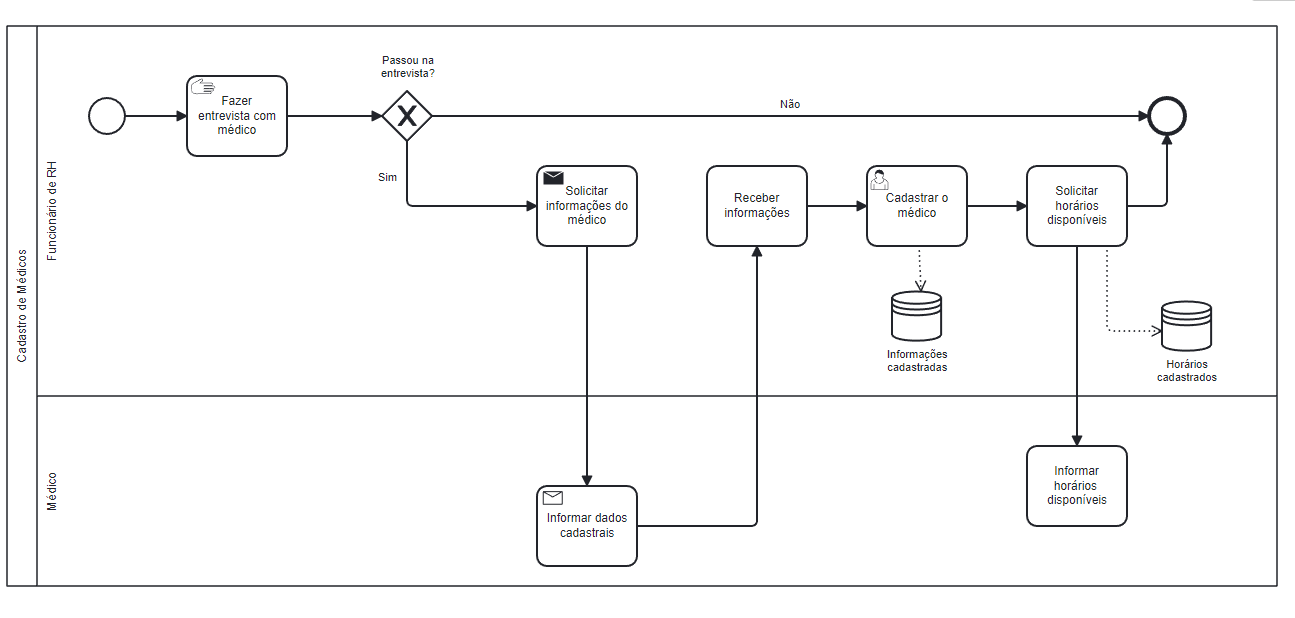 Cadastro de Médicos
Funcionário de RH
Fazer
entrevista com
médico
Passou na
entrevista?
Não
Sim
Solicitar
informações do
médico
Receber
informações
Cadastrar o
médico
Solicitar
horários
disponíveis
Informações
cadastradas
Horários
cadastrados
Médico
Informar dados
cadastrais
Informar
horários
disponíveis